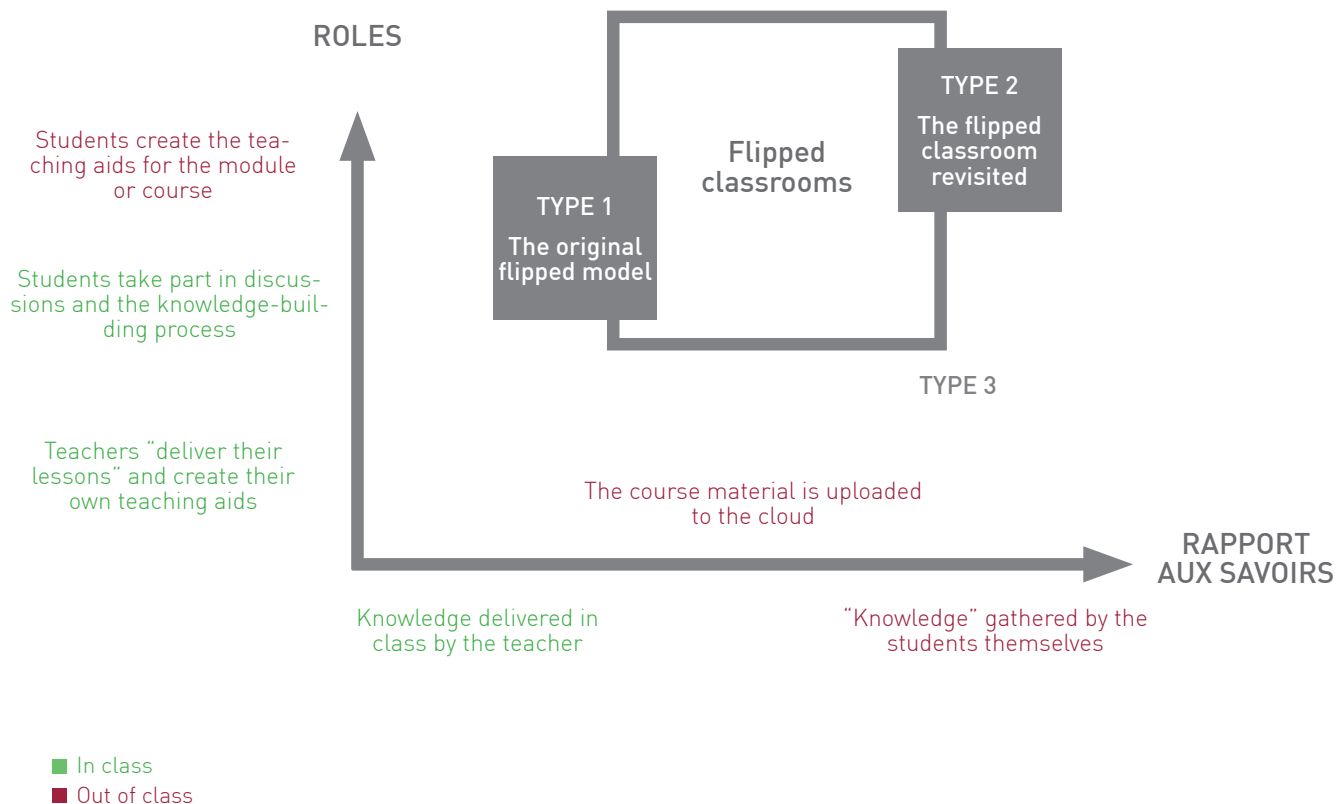 ROLES
Students create the tea-
ching aids for the module
or course
Students take part in discus-
sions and the knowledge-buil-
ding process
Teachers “deliver their
lessons” and create their
own teaching aids
TYPE 1
The original
flipped model
Flipped
classrooms
TYPE 2
The flipped
classroom
revisited
TYPE 3
The course material is uploaded
to the cloud
RAPPORT
AUX SAVOIRS
Knowledge delivered in
class by the teacher
“Knowledge” gathered by the
students themselves
In class
Out of class